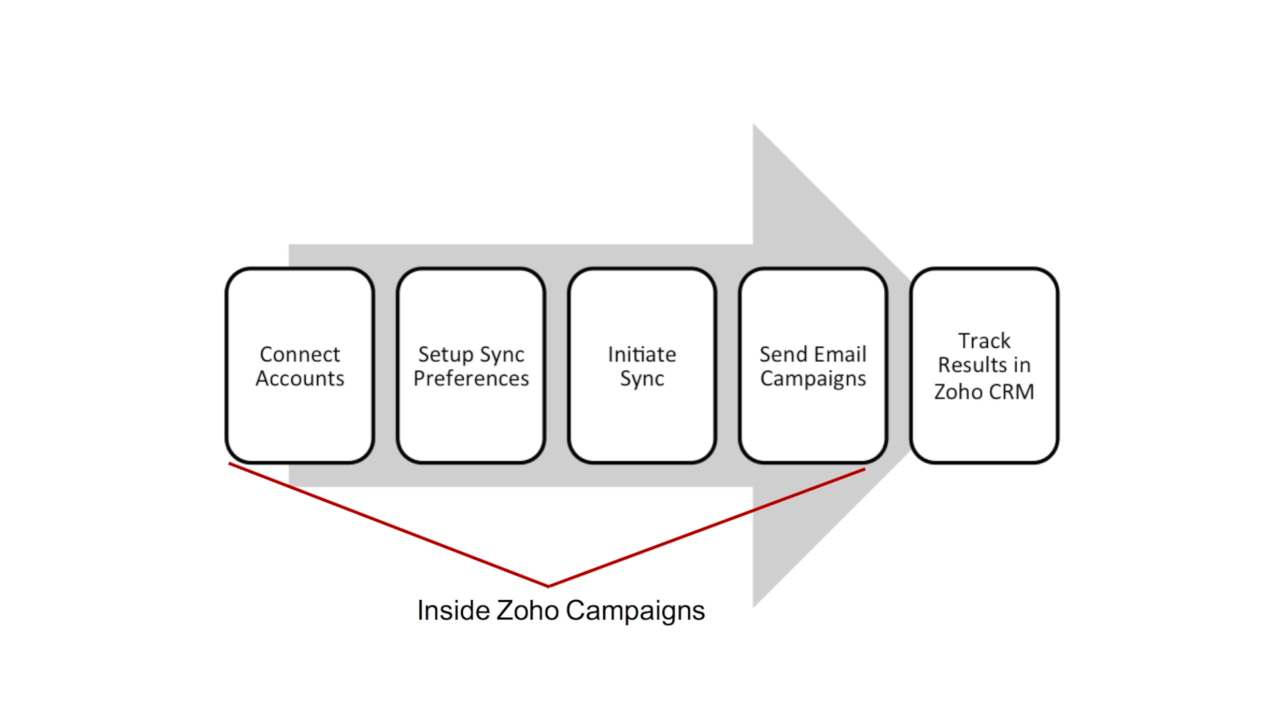 Connect
Accounts
Setup Sync
Preferences
Initiate
Sync
Send Email
Campaigns
Track
Results in
Zoho CRM
Inside Zoho Campaigns